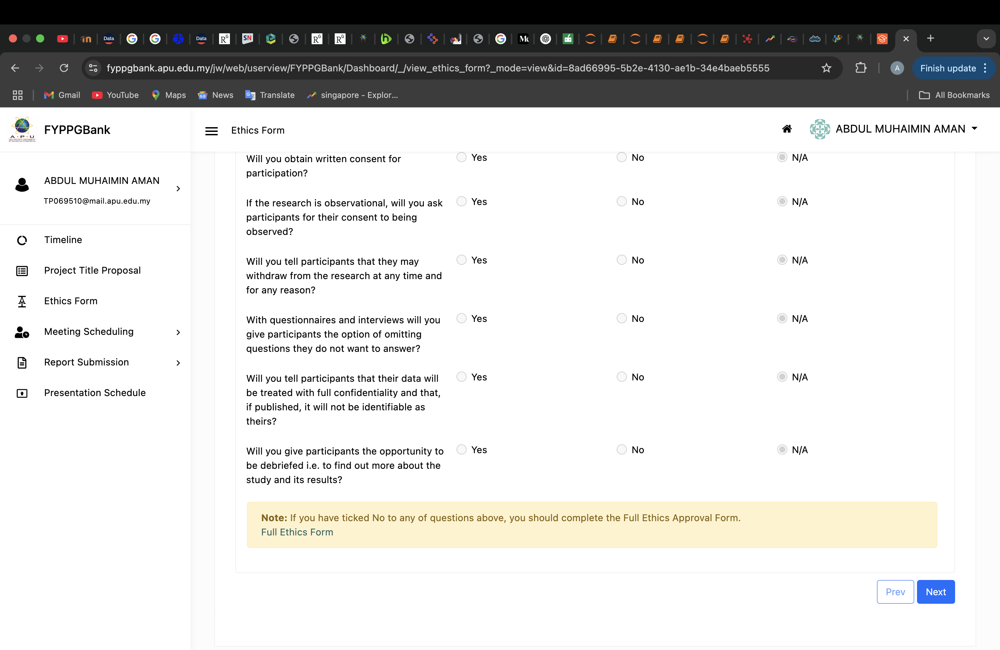 Data
Data
R^G
SN
R^G
R^G
Me
fyppgbank.apu.edu.my/jw/web/userview/FYPPGBank/Dashboard/_/view_ethics_form?_mode=view&id=8ad66995-5b2e-4130-ae1b-34e4baeb5555
A
Finish update
Gmail
YouTube
Maps
News
Translate
singapore - Explor...
All Bookmarks
A·P·U
FYPPGBank
Ethics Form
ABDUL MUHAIMIN AMAN
ABDUL MUHAIMIN AMAN
TP069510@mail.apu.edu.my
Timeline
Project Title Proposal
Ethics Form
Meeting Scheduling
Report Submission
Presentation Schedule
Will you obtain written consent for
participation?
Yes
No
N/A
If the research is observational, will you ask
participants for their consent to being
observed?
Yes
No
N/A
Will you tell participants that they may
withdraw from the research at any time and
for any reason?
Yes
No
N/A
With questionnaires and interviews will you
give participants the option of omitting
questions they do not want to answer?
Yes
No
N/A
Will you tell participants that their data will
be treated with full confidentiality and that,
if published, it will not be identifiable as
theirs?
Yes
No
N/A
Will you give participants the opportunity to
be debriefed i.e. to find out more about the
study and its results?
Yes
No
N/A
Note: If you have ticked No to any of questions above, you should complete the Full Ethics Approval Form.
Full Ethics Form
Prev
Next